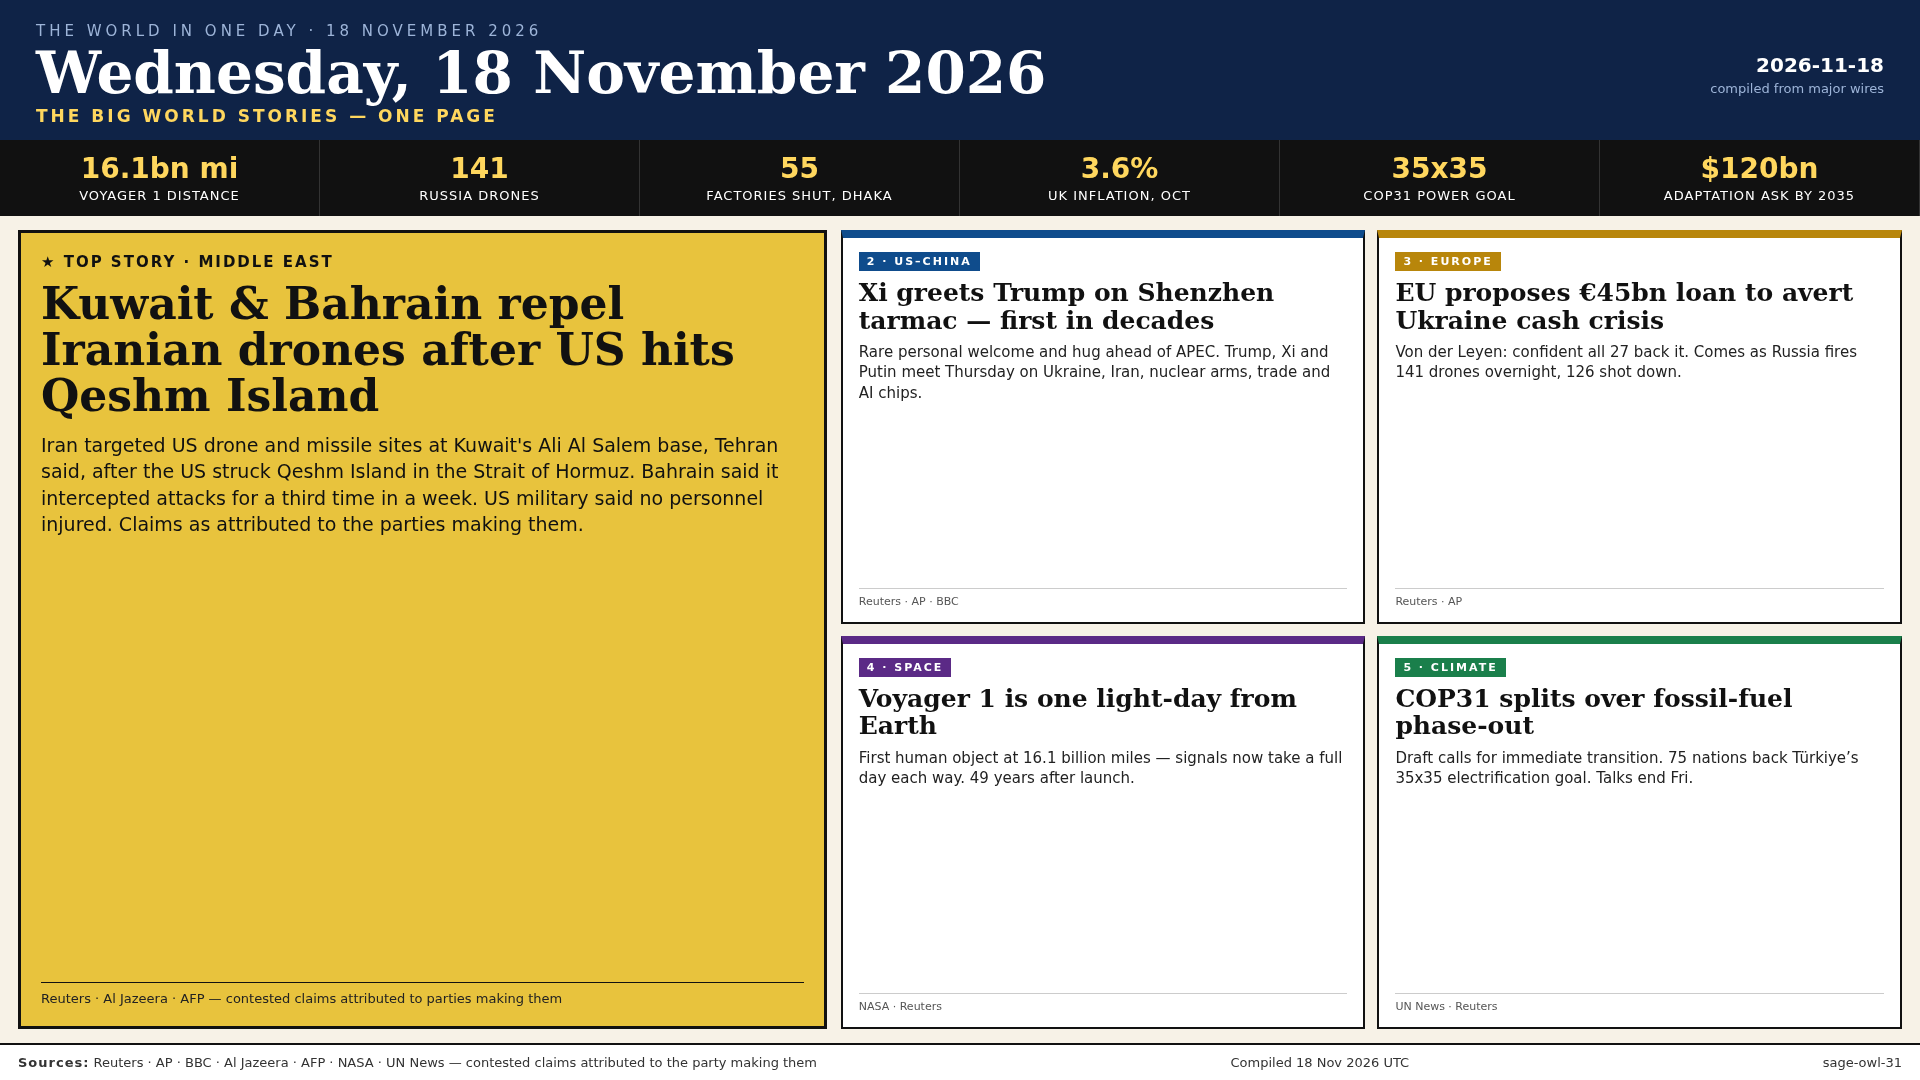 THE WORLD IN ONE DAY · 18 NOVEMBER 2026
Wednesday, 18 November 2026
THE BIG WORLD STORIES — ONE PAGE
2026-11-18
compiled from major wires
16.1bn mi
VOYAGER 1 DISTANCE
141
RUSSIA DRONES
55
FACTORIES SHUT, DHAKA
3.6%
UK INFLATION, OCT
35x35
COP31 POWER GOAL
$120bn
ADAPTATION ASK BY 2035
★ TOP STORY · MIDDLE EAST
Kuwait & Bahrain repel
Iranian drones after US hits
Qeshm Island
Iran targeted US drone and missile sites at Kuwait's Ali Al Salem base, Tehran
said, after the US struck Qeshm Island in the Strait of Hormuz. Bahrain said it
intercepted attacks for a third time in a week. US military said no personnel
injured. Claims as attributed to the parties making them.
Reuters · Al Jazeera · AFP — contested claims attributed to parties making them
2 · US–CHINA
Xi greets Trump on Shenzhen
tarmac — first in decades
Rare personal welcome and hug ahead of APEC. Trump, Xi and
Putin meet Thursday on Ukraine, Iran, nuclear arms, trade and
AI chips.
Reuters · AP · BBC
3 · EUROPE
EU proposes €45bn loan to avert
Ukraine cash crisis
Von der Leyen: confident all 27 back it. Comes as Russia fires
141 drones overnight, 126 shot down.
Reuters · AP
4 · SPACE
Voyager 1 is one light-day from
Earth
First human object at 16.1 billion miles — signals now take a full
day each way. 49 years after launch.
NASA · Reuters
5 · CLIMATE
COP31 splits over fossil-fuel
phase-out
Draft calls for immediate transition. 75 nations back Türkiye’s
35x35 electrification goal. Talks end Fri.
UN News · Reuters
Sources: Reuters · AP · BBC · Al Jazeera · AFP · NASA · UN News — contested claims attributed to the party making them
Compiled 18 Nov 2026 UTC
sage-owl-31